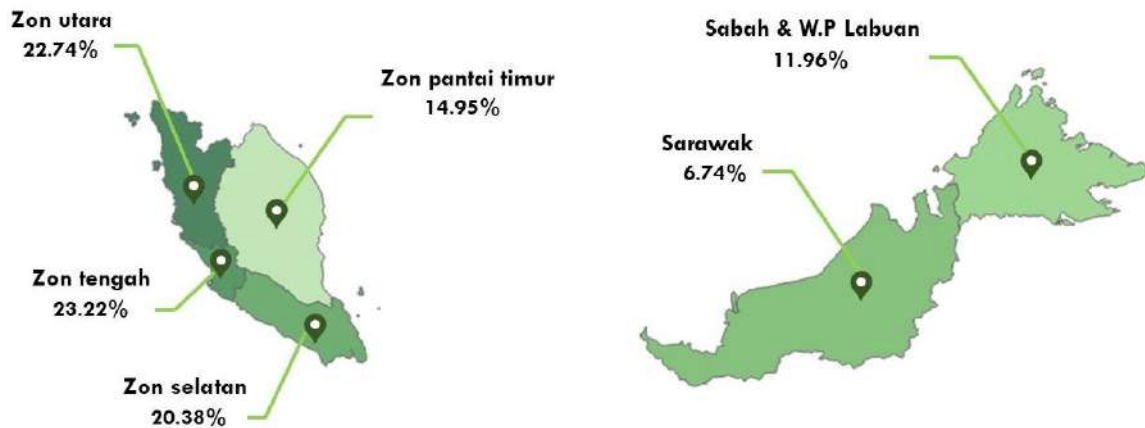 Zon utara
22.74%
Zon pantai timur
14.95%
Zon tengah
23.22%
Zon selatan
20.38%
Sabah & W.P Labuan
11.96%
Sarawak
6.74%